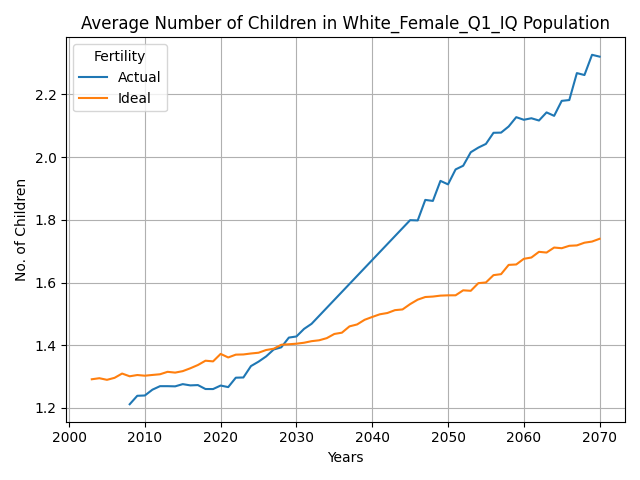 Average Number of Children in White_Female_Q1_IQ Population
Fertility
Actual
Ideal
No. of Children
2.2
2.0
1.8
1.6
1.4
1.2
2000 2010 2020 2030 2040 2050 2060 2070
Years